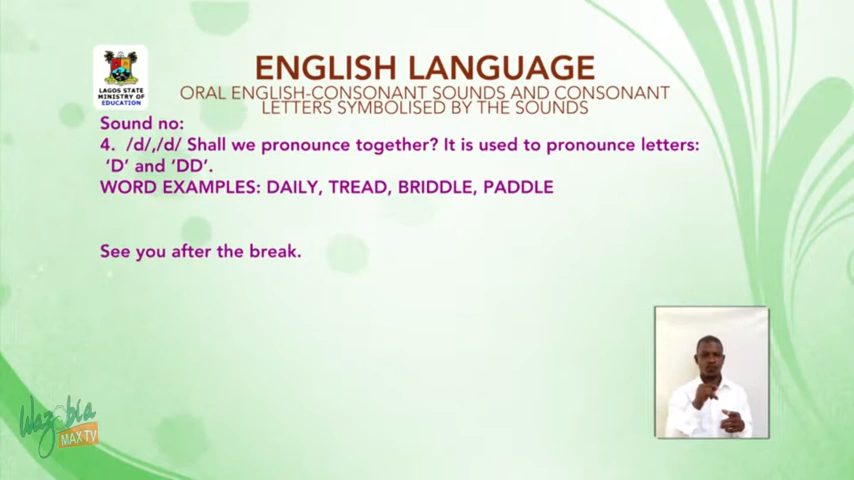 LAGOS STATE
MINISTRY OF
EDUCATION
ENGLISH LANGUAGE
ORAL ENGLISH-CONSONANT SOUNDS AND CONSONANT
LETTERS SYMBOLISED BY THE SOUNDS
Sound no:
4. /d/,/d/ Shall we pronounce together? It is used to pronounce letters:
‘D’ and ‘DD’.
WORD EXAMPLES: DAILY, TREAD, BRIDDLE, PADDLE
See you after the break.
Wazobia
MAX TV